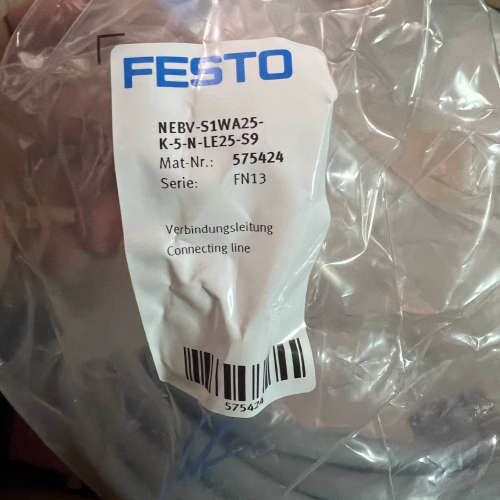 FESTO
NEBV-S1WA25-
K-5-N-LE25-S9
Mat-Nr.: 575424
Serie: FN13
Verbindungsleitung
Connecting line
575424